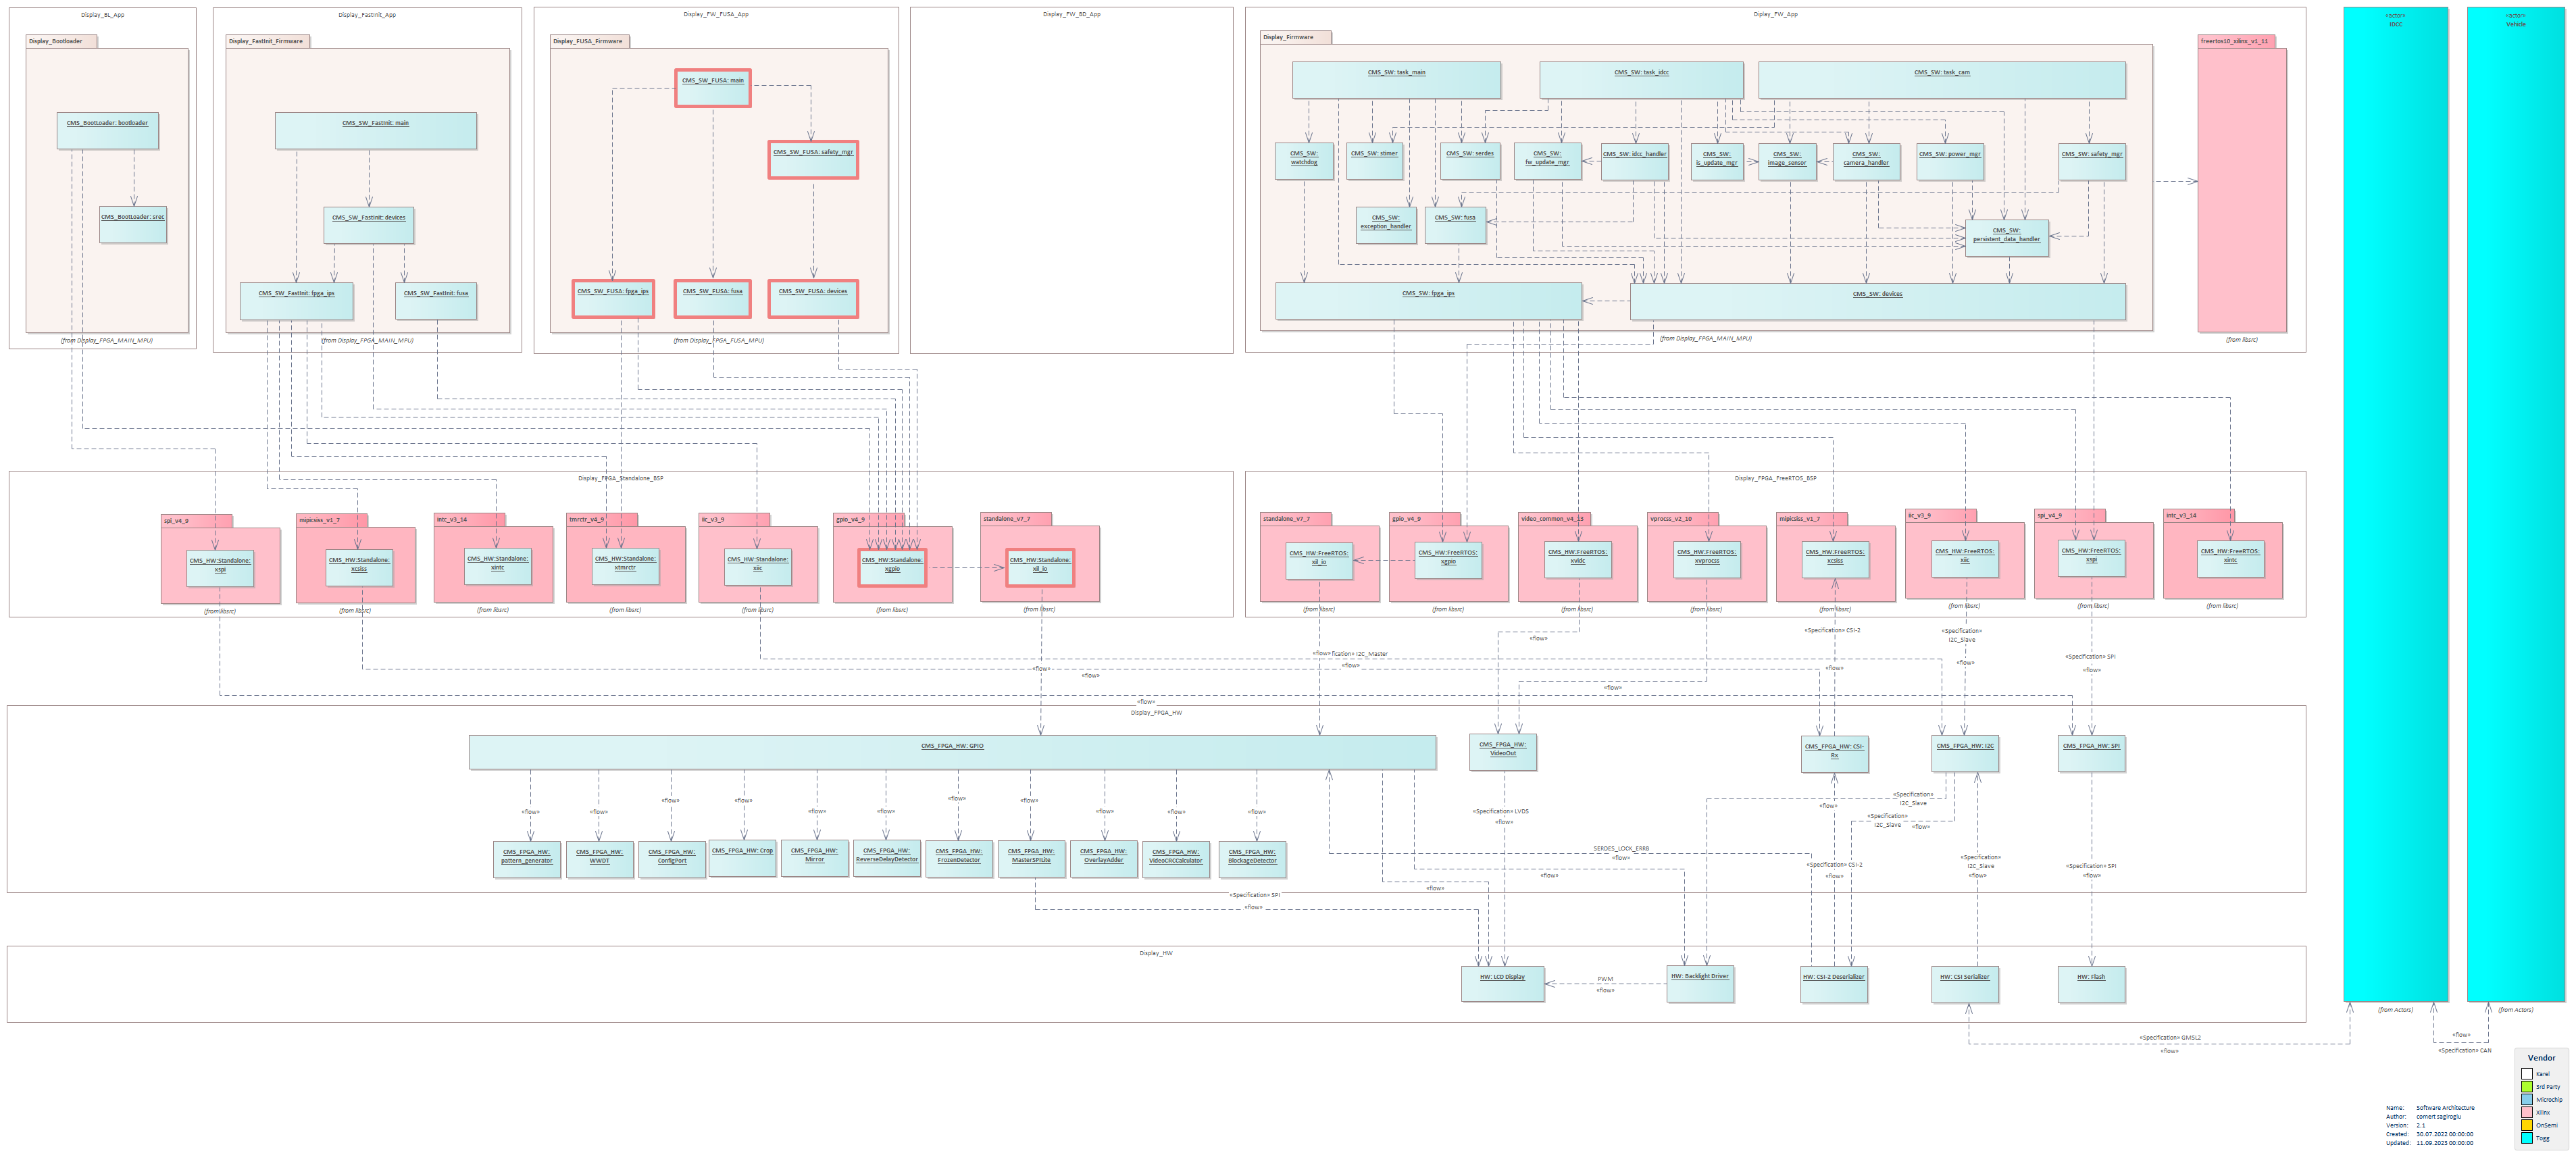 Display_BL_App
Display_FastInit_App
Display_FW_FUSA_App
Display_FW_BD_App
Diplay_FW_App
«actor»
IDCC
«actor»
Vehicle
Display_Bootloader
Display_FastInit_Firmware
Display_FUSA_Firmware
Display_Firmware
freertos10_xilinx_v1_11
CMS_BootLoader: bootloader
CMS_BootLoader: srec
(from Display_FPGA_MAIN_MPU)
CMS_SW_FastInit: main
CMS_SW_FastInit: devices
CMS_SW_FastInit: fpga_ips
CMS_SW_FastInit: fusa
(from Display_FPGA_MAIN_MPU)
CMS_SW_FUSA: main
CMS_SW_FUSA: safety_mgr
CMS_SW_FUSA: fpga_ips
CMS_SW_FUSA: fusa
CMS_SW_FUSA: devices
(from Display_FPGA_FUSA_MPU)
CMS_SW: task_main
CMS_SW: task_idcc
CMS_SW: task_cam
CMS_SW:
watchdog
CMS_SW: stimer
CMS_SW: serdes
CMS_SW:
fw_update_mgr
CMS_SW: idcc_handler
CMS_SW:
is_update_mgr
CMS_SW:
image_sensor
CMS_SW:
camera_handler
CMS_SW: power_mgr
CMS_SW: safety_mgr
CMS_SW:
exception_handler
CMS_SW: fusa
CMS_SW:
persistent_data_handler
CMS_SW: fpga_ips
CMS_SW: devices
(from Display_FPGA_MAIN_MPU)
(from libsrc)
Display_FPGA_Standalone_BSP
Display_FPGA_FreeRTOS_BSP
spi_v4_9
CMS_HW:Standalone:
xspi
(from libsrc)
mipicsiss_v1_7
CMS_HW:Standalone:
xcsiss
(from libsrc)
intc_v3_14
CMS_HW:Standalone:
xintc
(from libsrc)
tmrctr_v4_9
CMS_HW:Standalone:
xtmrctr
(from libsrc)
iic_v3_9
CMS_HW:Standalone:
xiic
(from libsrc)
gpio_v4_9
CMS_HW:Standalone:
xgpio
(from libsrc)
standalone_v7_7
CMS_HW:Standalone:
xil_io
(from libsrc)
standalone_v7_7
CMS_HW:FreeRTOS:
xil_io
(from libsrc)
gpio_v4_9
CMS_HW:FreeRTOS:
xgpio
(from libsrc)
video_common_v4_13
CMS_HW:FreeRTOS:
xvidc
(from libsrc)
vprocss_v2_10
CMS_HW:FreeRTOS:
xvprocss
(from libsrc)
mipicsiss_v1_7
CMS_HW:FreeRTOS:
xcsiss
(from libsrc)
iic_v3_9
CMS_HW:FreeRTOS:
xiic
(from libsrc)
spi_v4_9
CMS_HW:FreeRTOS:
xspi
(from libsrc)
intc_v3_14
CMS_HW:FreeRTOS:
xintc
(from libsrc)
«Specification» CSI-2
«Specification»
I2C_Slave
«flow»
«flow»
fication» I2C_Master
«Specification» SPI
«flow»
«flow»
«flow»
«flow»
«flow»
«flow»
«flow»
«flow»
«flow»
Display_FPGA_HW
CMS_FPGA_HW: GPIO
CMS_FPGA_HW:
VideoOut
CMS_FPGA_HW: CSI-
Rx
CMS_FPGA_HW: I2C
CMS_FPGA_HW: SPI
«flow»
«flow»
«flow»
«flow»
«flow»
«flow»
«flow»
«flow»
«flow»
«flow»
«flow»
«Specification» LVDS
«flow»
«flow»
«Specification»
I2C_Slave
«Specification»
I2C_Slave
«flow»
CMS_FPGA_HW:
pattern_generator
CMS_FPGA_HW:
WWDT
CMS_FPGA_HW:
ConfigPort
CMS_FPGA_HW: Crop
CMS_FPGA_HW:
Mirror
CMS_FPGA_HW:
ReverseDelayDetector
CMS_FPGA_HW:
FrozenDetector
CMS_FPGA_HW:
MasterSPILite
CMS_FPGA_HW:
OverlayAdder
CMS_FPGA_HW:
VideoCRCCalculator
CMS_FPGA_HW:
BlockageDetector
SERDES_LOCK_ERRB
«flow»
«flow»
«flow»
«Specification» CSI-2
«flow»
«Specification»
I2C_Slave
«flow»
«Specification» SPI
«flow»
«Specification» SPI
«flow»
Display_HW
HW: LCD Display
PWM
«flow»
HW: Backlight Driver
HW: CSI-2 Deserializer
HW: CSI Serializer
HW: Flash
(from Actors)
(from Actors)
«Specification» GMSL2
«flow»
«flow»
«Specification» CAN
Vendor
Karel
3rd Party
Microchip
Xilinx
OnSemi
Togg
Name: Software Architecture
Author: comert sagiroglu
Version: 2.1
Created: 30.07.2022 00:00:00
Updated: 11.09.2023 00:00:00